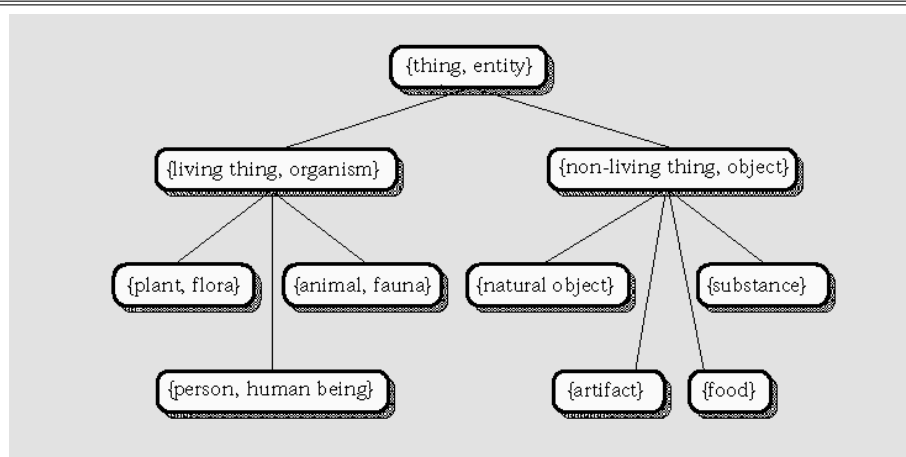 {thing, entity}
{living thing, organism}
{non-living thing, object}
{plant, flora}
{animal, fauna}
{natural object}
{substance}
{person, human being}
{artifact}
{food}